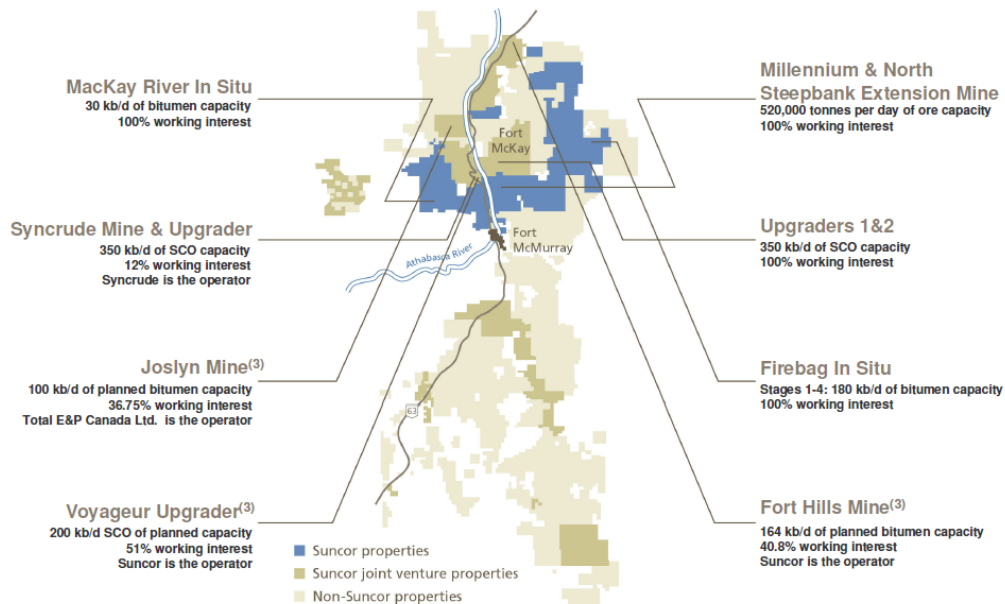 MacKay River In Situ
30 kb/d of bitumen capacity
100% working interest
Syncrude Mine & Upgrader
350 kb/d of SCO capacity
12% working interest
Syncrude is the operator
Joslyn Mine(3)
100 kb/d of planned bitumen capacity
36.75% working interest
Total E&P Canada Ltd. is the operator
Voyageur Upgrader(3)
200 kb/d SCO of planned capacity
51% working interest
Suncor is the operator
Fort
McKay
Fort
McMurray
Athabasca River
63
Suncor properties
Suncor joint venture properties
Non-Suncor properties
Millennium & North
Steepbank Extension Mine
520,000 tonnes per day of ore capacity
100% working interest
Upgraders 1&2
350 kb/d of SCO capacity
100% working interest
Firebag In Situ
Stages 1-4: 180 kb/d of bitumen capacity
100% working interest
Fort Hills Mine(3)
164 kb/d of planned bitumen capacity
40.8% working interest
Suncor is the operator